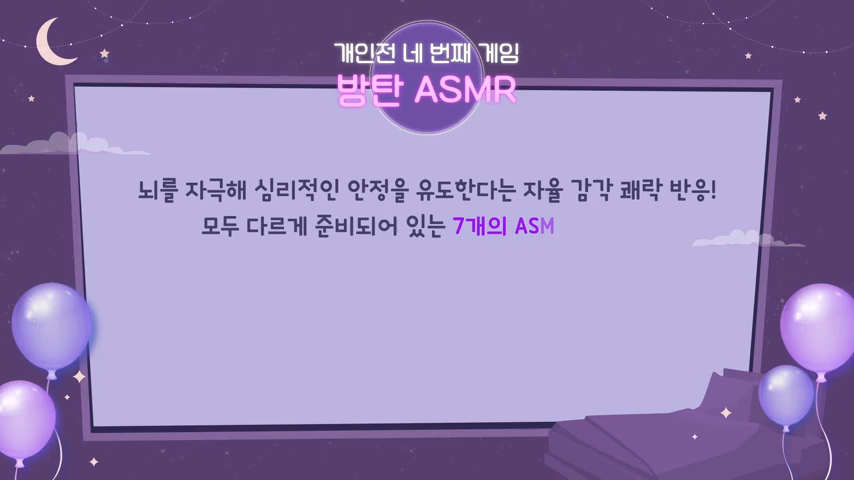 개인전 네 번째 게임
방탄 ASMR
뇌를 자극해 심리적인 안정을 유도한다는 자율 감각 쾌락 반응!
모두 다르게 준비되어 있는 7개의 ASM